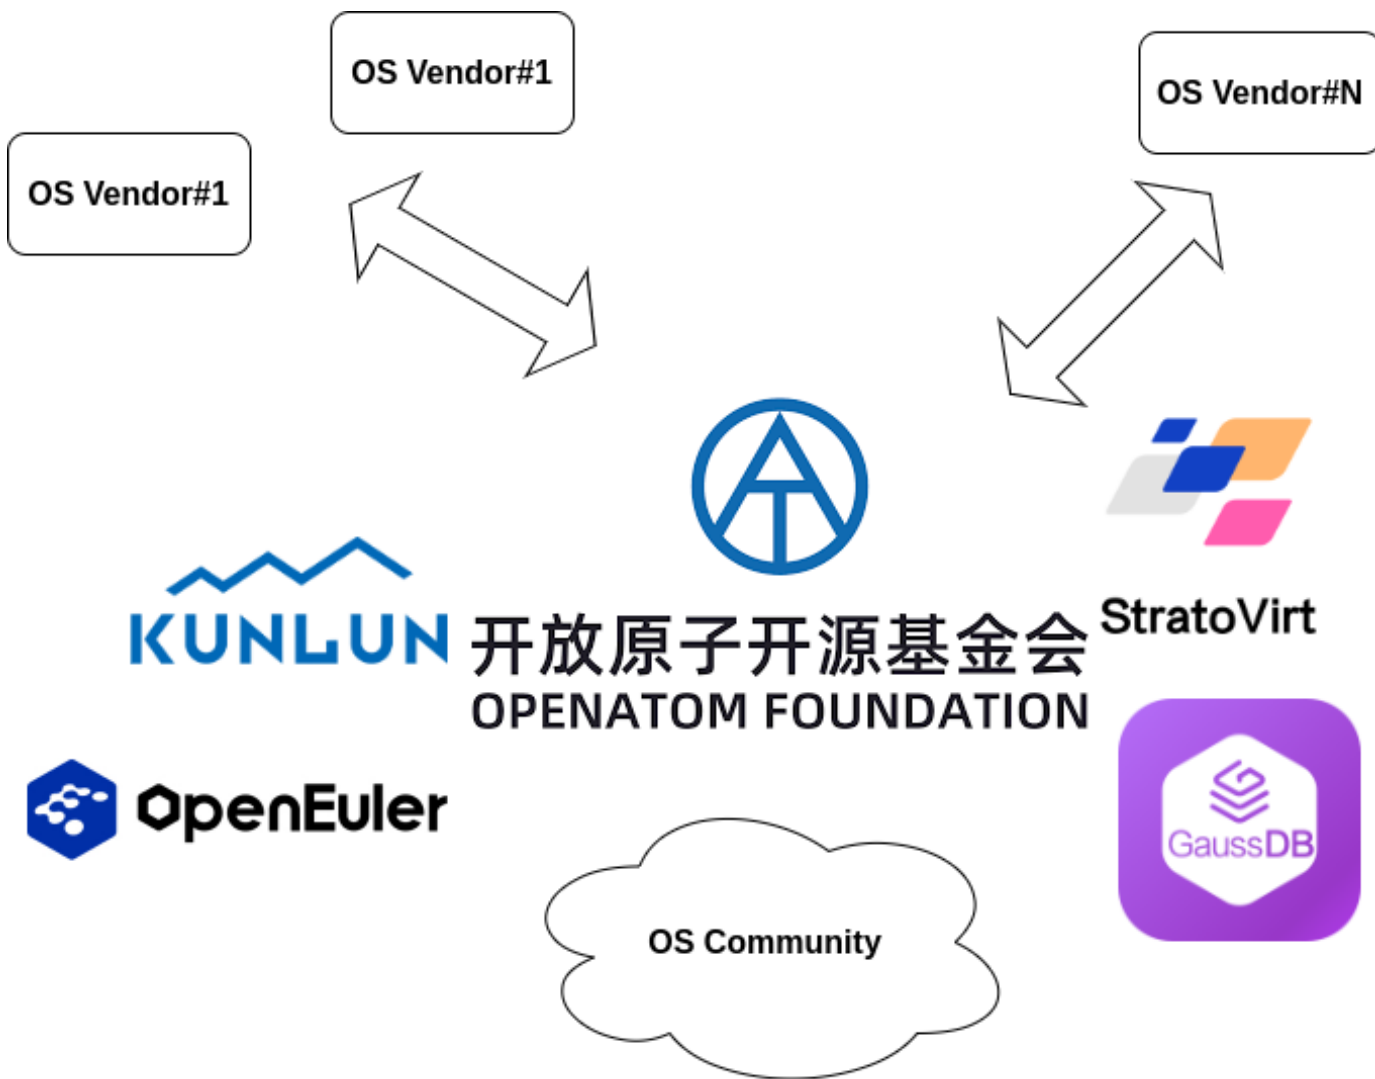 OS Vendor#1
OS Vendor#1
OS Vendor#N
KUNLUN
开放原子开源基金会
OPENATOM FOUNDATION
StratoVirt
OpenEuler
GaussDB
OS Community